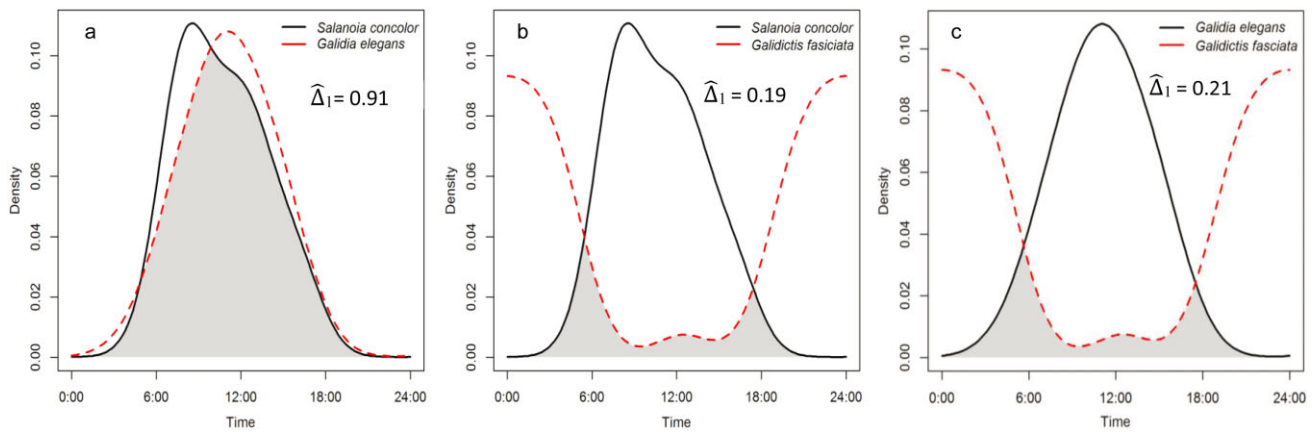 a
Salanoia concolor
Galidia elegans
Δ̂1 = 0.91
Density
0.00
0.02
0.04
0.06
0.08
0.10
0:00
6:00
12:00
18:00
24:00
Time
b
Salanoia concolor
Galidictis fasiciata
Δ̂1 = 0.19
Density
0.00
0.02
0.04
0.06
0.08
0.10
0:00
6:00
12:00
18:00
24:00
Time
c
Galidia elegans
Galidictis fasciata
Δ̂1 = 0.21
Density
0.00
0.02
0.04
0.06
0.08
0.10
0:00
6:00
12:00
18:00
24:00
Time